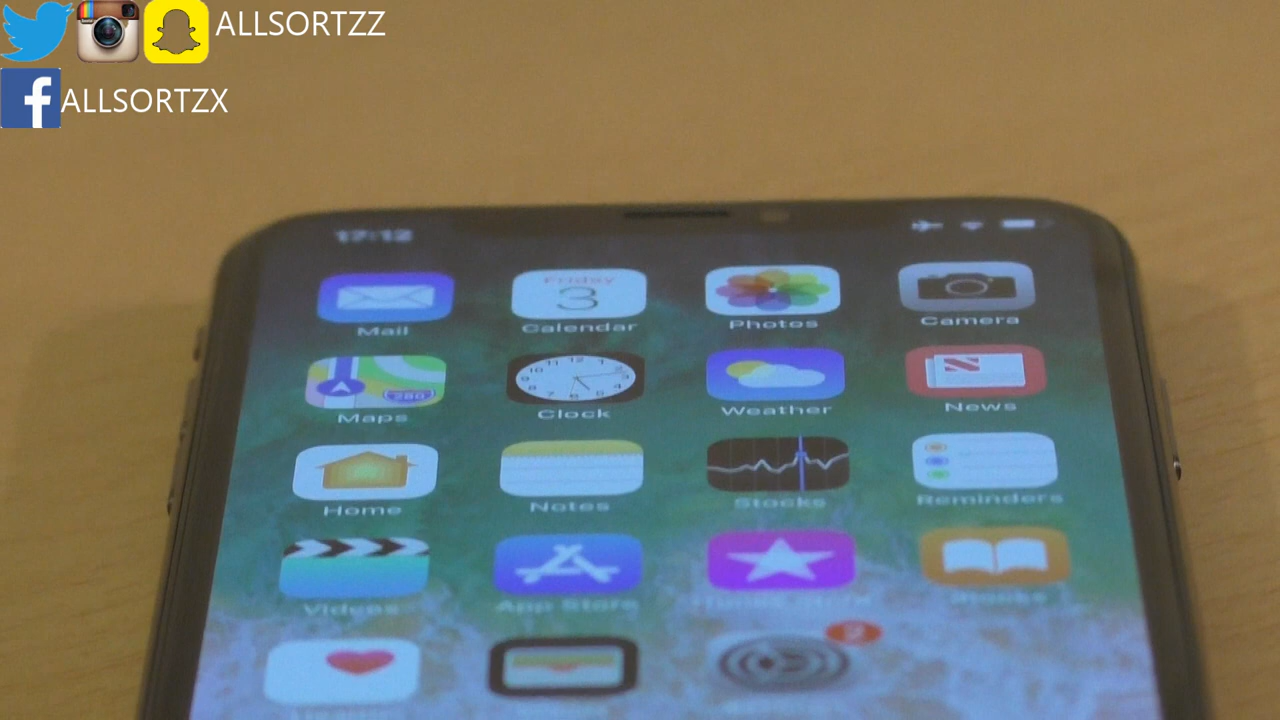 ALLSORTZZ
ALLSORTZX
17:12
Friday
3
Mail
Calendar
Photos
Camera
280
Maps
Clock
Weather
News
Home
Notes
Stocks
Reminders
Videos
App Store
2